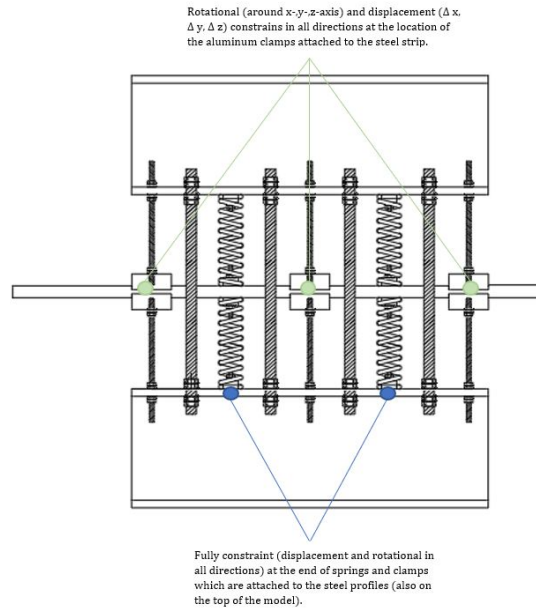 Rotational (around x-,y-,z-axis) and displacement (Δ x,
Δ y, Δ z) constrains in all directions at the location of
the aluminum clamps attached to the steel strip.
Fully constraint (displacement and rotational in
all directions) at the end of springs and clamps
which are attached to the steel profiles (also on
the top of the model).